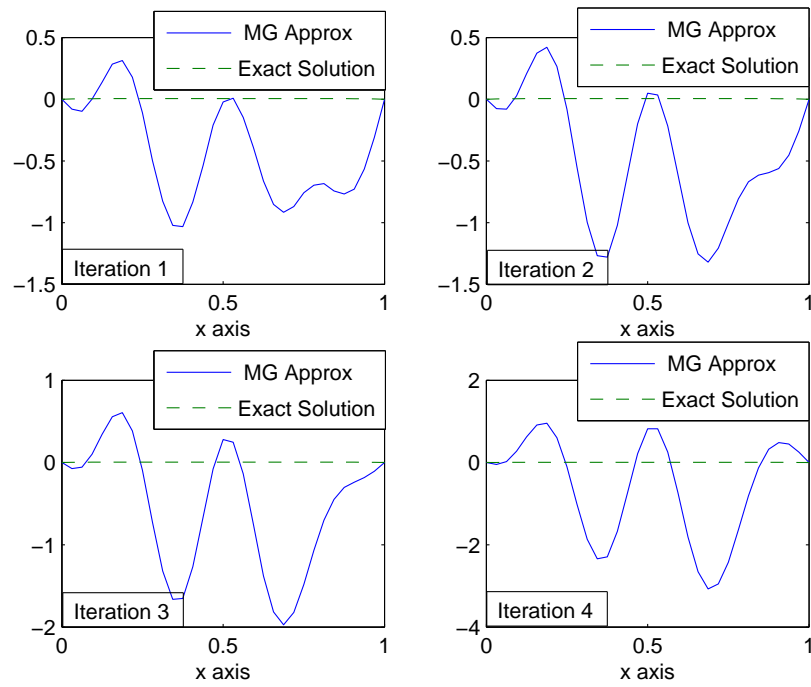 0.5
0
−0.5
−1
−1.5
0
0.5
1
x axis
MG Approx
Exact Solution
Iteration 1
0.5
0
−0.5
−1
−1.5
0
0.5
1
x axis
MG Approx
Exact Solution
Iteration 2
1
0
−1
−2
0
0.5
1
x axis
MG Approx
Exact Solution
Iteration 3
2
0
−2
−4
0
0.5
1
x axis
MG Approx
Exact Solution
Iteration 4